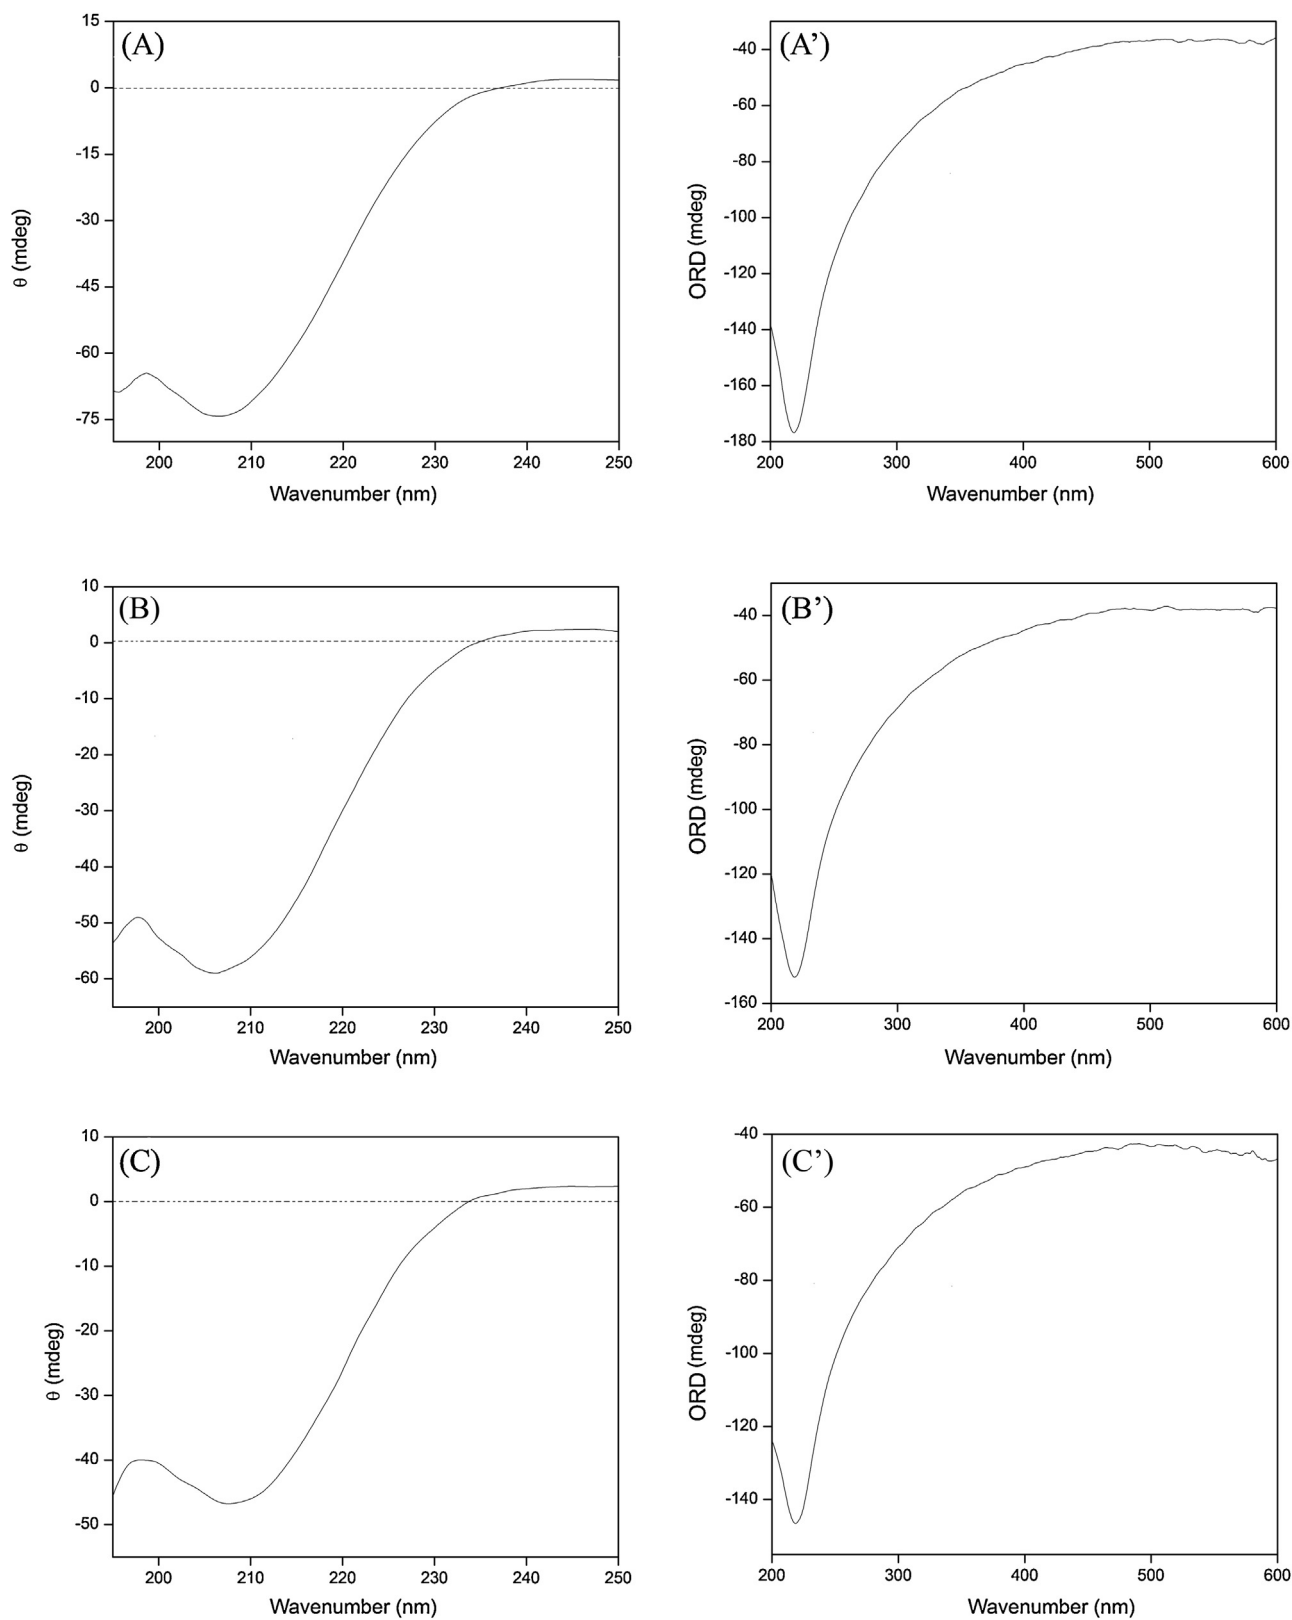 (A)
15
0
-15
-30
-45
-60
-75
θ (mdeg)
200 210 220 230 240 250
Wavenumber (nm)
(A’)
-40
-60
-80
-100
-120
-140
-160
-180
ORD (mdeg)
200 300 400 500 600
Wavenumber (nm)
(B)
10
0
-10
-20
-30
-40
-50
-60
θ (mdeg)
200 210 220 230 240 250
Wavenumber (nm)
(B’)
-40
-60
-80
-100
-120
-140
-160
ORD (mdeg)
200 300 400 500 600
Wavenumber (nm)
(C)
10
0
-10
-20
-30
-40
-50
θ (mdeg)
200 210 220 230 240 250
Wavenumber (nm)
(C’)
-40
-60
-80
-100
-120
-140
ORD (mdeg)
200 300 400 500 600
Wavenumber (nm)